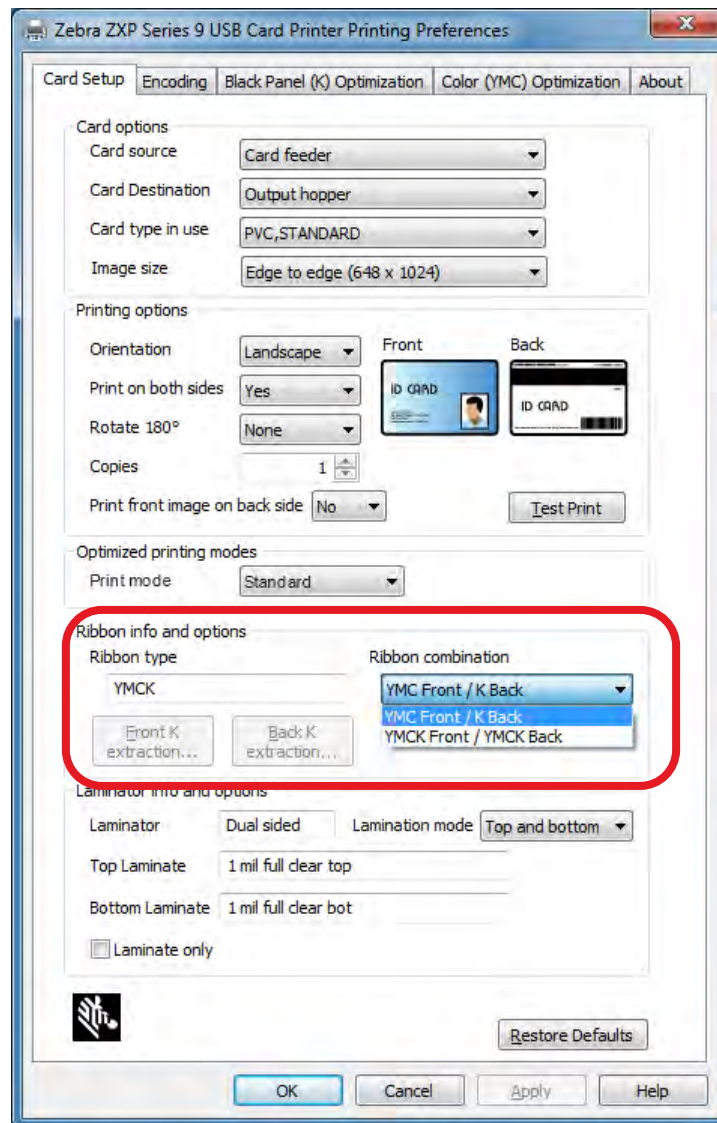 Zebra ZXP Series 9 USB Card Printer Printing Preferences
Card Setup Encoding Black Panel (K) Optimization Color (YMC) Optimization About
Card options
Card source Card feeder
Card Destination Output hopper
Card type in use PVC,STANDARD
Image size Edge to edge (648 x 1024)
Printing options
Orientation Landscape Front Back
Print on both sides Yes ID CARD
ID CARD
Rotate 180° None
Copies 1
Print front image on back side No Test Print
Optimized printing modes
Print mode Standard
Ribbon info and options
Ribbon type Ribbon combination
YMCK YMC Front / K Back
YMC Front / K Back
Front K extraction... Back K extraction... YMCK Front / YMCK Back
Laminator info and options
Laminator Dual sided Lamination mode Top and bottom
Top Laminate 1 mil full clear top
Bottom Laminate 1 mil full clear bot
Laminate only
Restore Defaults
OK Cancel Apply Help